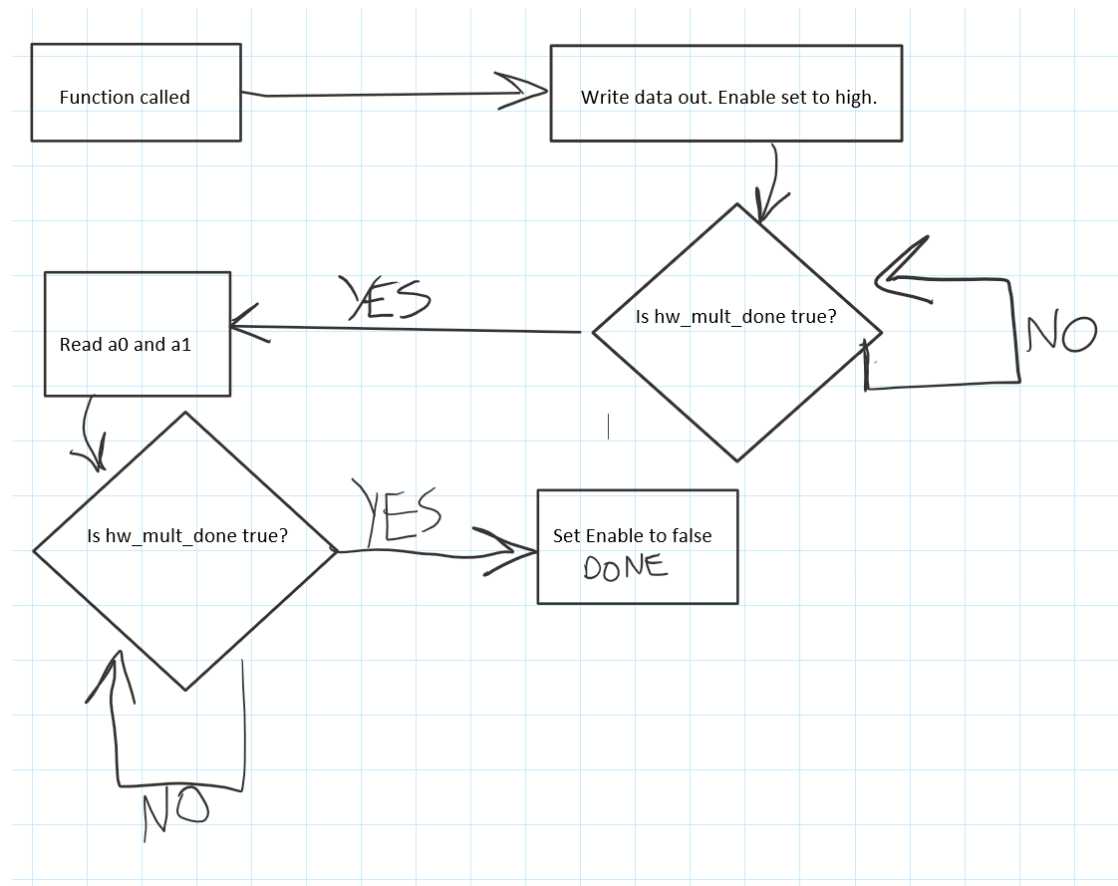 Function called
Write data out. Enable set to high.
Is hw_mult_done true?
NO
YES
Read a0 and a1
Is hw_mult_done true?
YES
Set Enable to false
DONE
NO